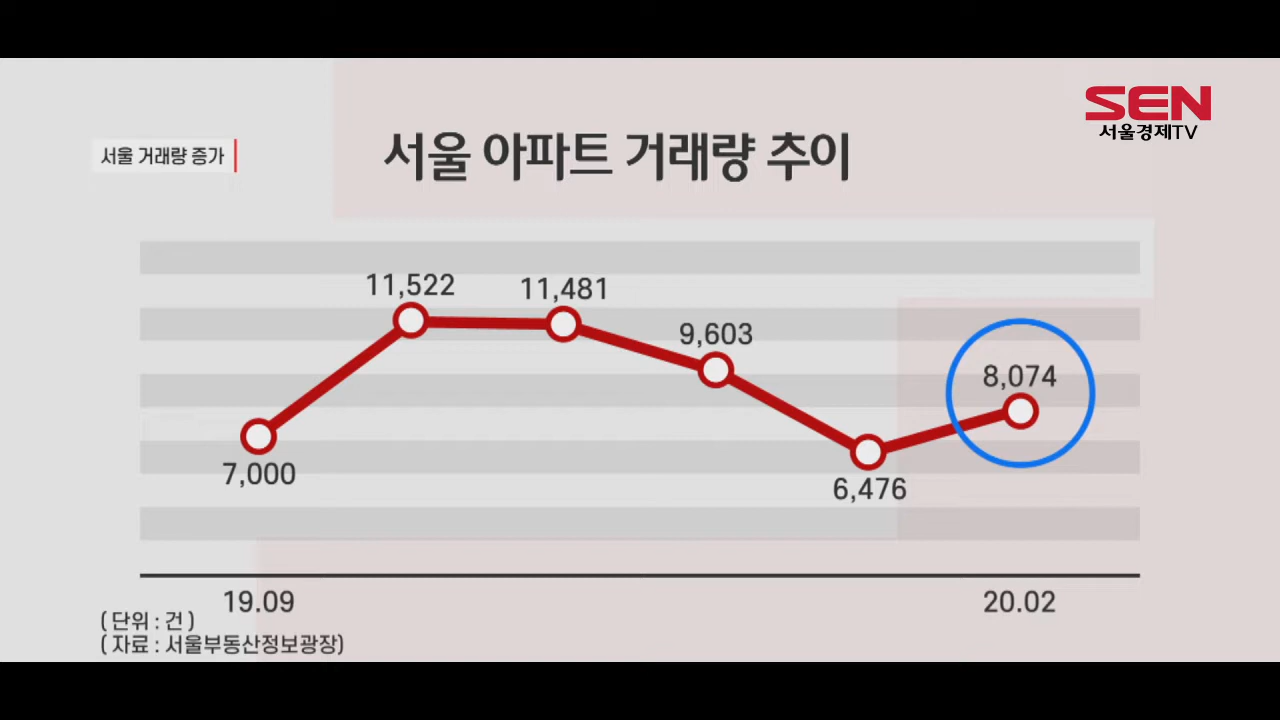 SEN
서울경제TV
서울 거래량 증가
서울 아파트 거래량 추이
11,522
11,481
9,603
8,074
7,000
6,476
19.09
20.02
( 단위 : 건 )
( 자료 : 서울부동산정보광장)